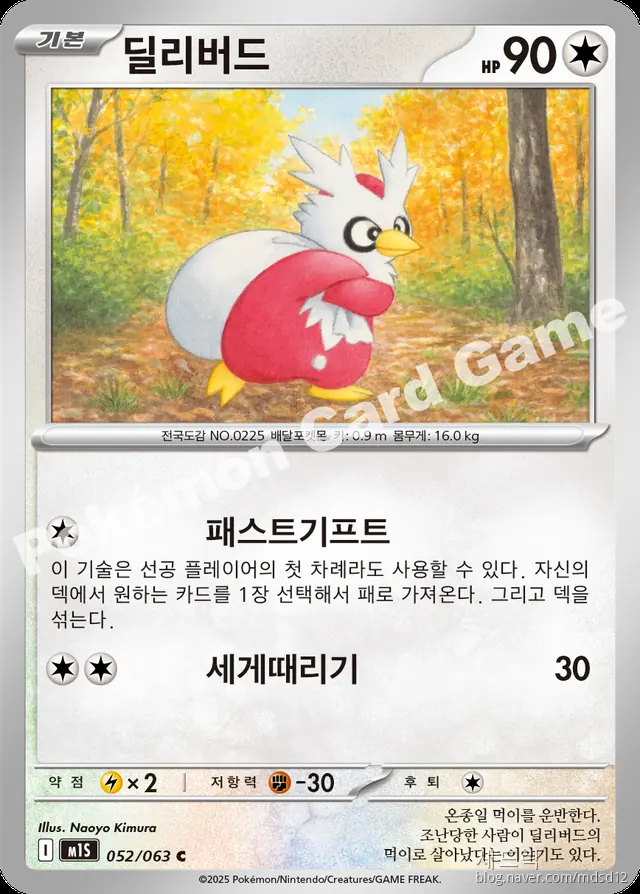 기본
딜리버드
HP 90
전국도감 NO.0225 배달포켓몬 키: 0.9 m 몸무게: 16.0 kg
Pokémon Card Game
패스트기프트
이 기술은 선공 플레이어의 첫 차례라도 사용할 수 있다. 자신의
덱에서 원하는 카드를 1장 선택해서 패로 가져온다. 그리고 덱을
섞는다.
세게때리기 30
약점 ×2 저항력 -30 후퇴
Illus. Naoyo Kimura
I M1S 052/063 C
온종일 먹이를 운반한다.
조난당한 사람이 딜리버드의
먹이로 살아났다는 이야기도 있다.
blog.naver.com/mdsd12
©2025 Pokémon/Nintendo/Creatures/GAME FREAK.